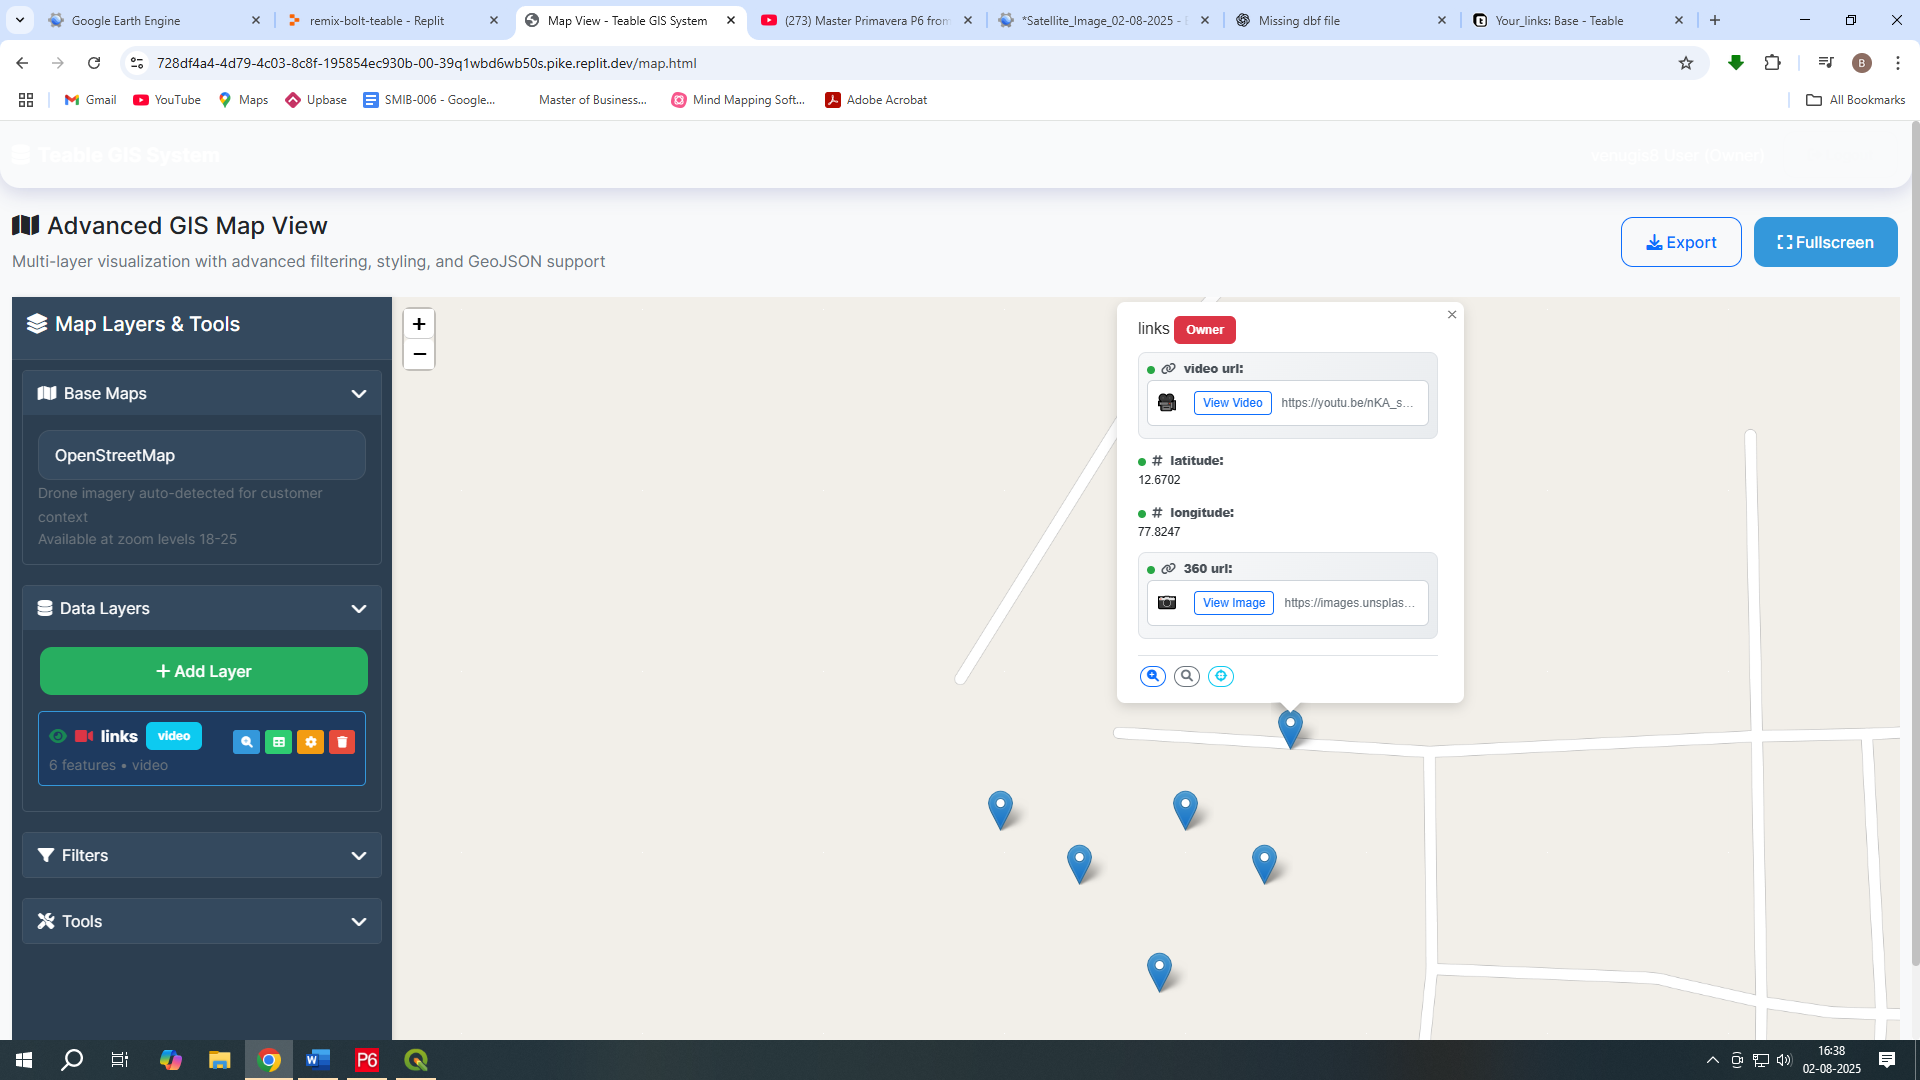 Google Earth Engine
remix-bolt-teable - Replit
Map View - Teable GIS System
(273) Master Primavera P6 from
*Satellite_Image_02-08-2025 -
Missing dbf file
Your_links: Base - Teable
728df4a4-4d79-4c03-8c8f-195854ec930b-00-39q1wbd6wb50s.pike.replit.dev/map.html
B
Gmail
YouTube
Maps
Upbase
SMIB-006 - Google...
Master of Business...
Mind Mapping Soft...
Adobe Acrobat
All Bookmarks
Teable GIS System
Advanced GIS Map View
Multi-layer visualization with advanced filtering, styling, and GeoJSON support
Export
Fullscreen
Map Layers & Tools
Base Maps
OpenStreetMap
Drone imagery auto-detected for customer
context
Available at zoom levels 18-25
Data Layers
+ Add Layer
links video
6 features • video
Filters
Tools
+
−
links Owner
×
video url:
View Video https://youtu.be/nKA_s...
# latitude:
12.6702
# longitude:
77.8247
360 url:
View Image https://images.unsplas...
P6
16:38
02-08-2025